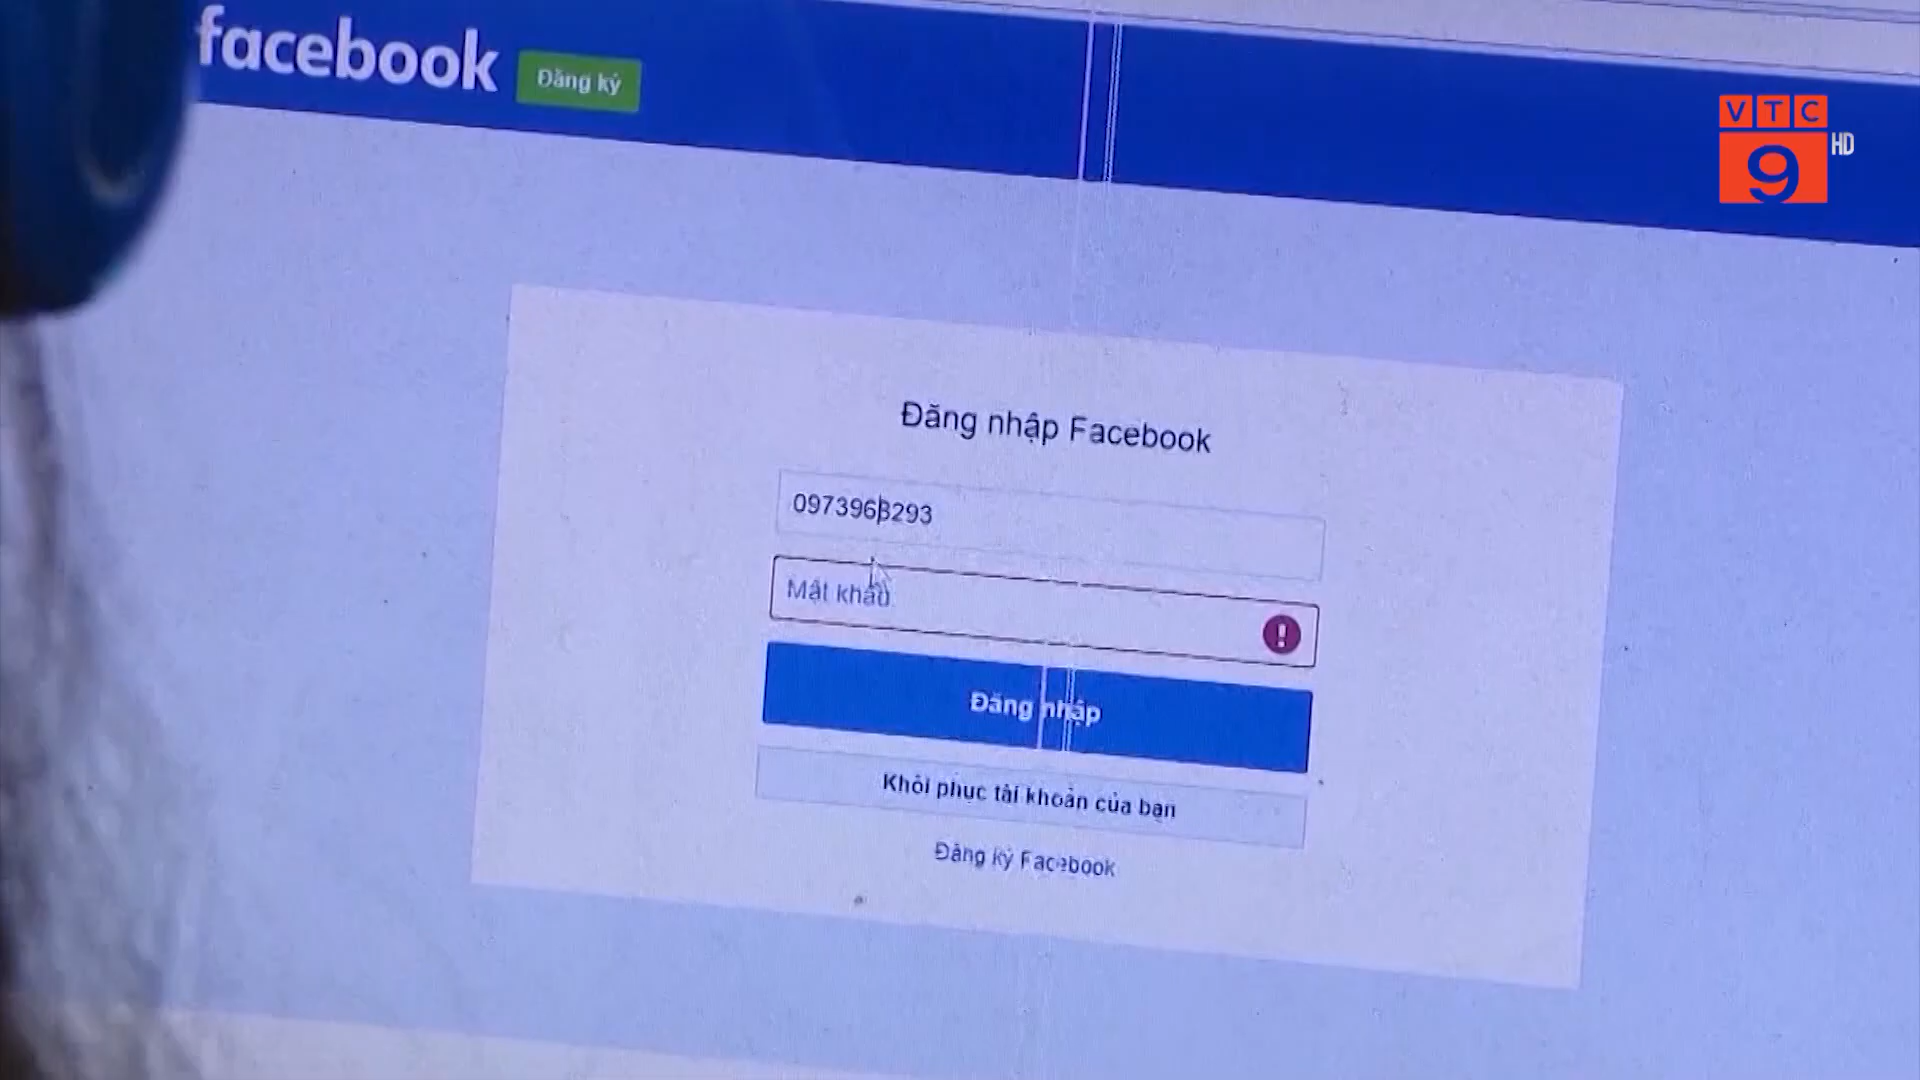 facebook
Đăng ký
VTC
9
HD
Đăng nhập Facebook
0973968293
Mật khẩu
Đăng nhập
Khôi phục tài khoản của bạn
Đăng ký Facebook